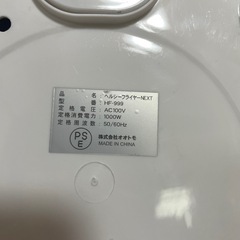 品名:ヘルシーフライヤーNEXT
型番:HF-999
定格電圧:AC100V
定格消費電力:1000W
定格周波数:50/60Hz
PS
E
株式会社オオトモ
MADE IN CHINA